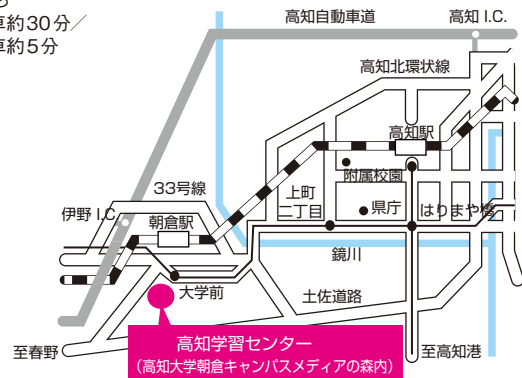 車約30分／
車約5分
高知自動車道
高知 I.C.
高知北環状線
高知駅
附属校園
33号線
上町
二丁目
県庁
はりまや橋
伊野 I.C.
朝倉駅
鏡川
大学前
土佐道路
高知学習センター
（高知大学朝倉キャンパスメディアの森内）
至春野
至高知港